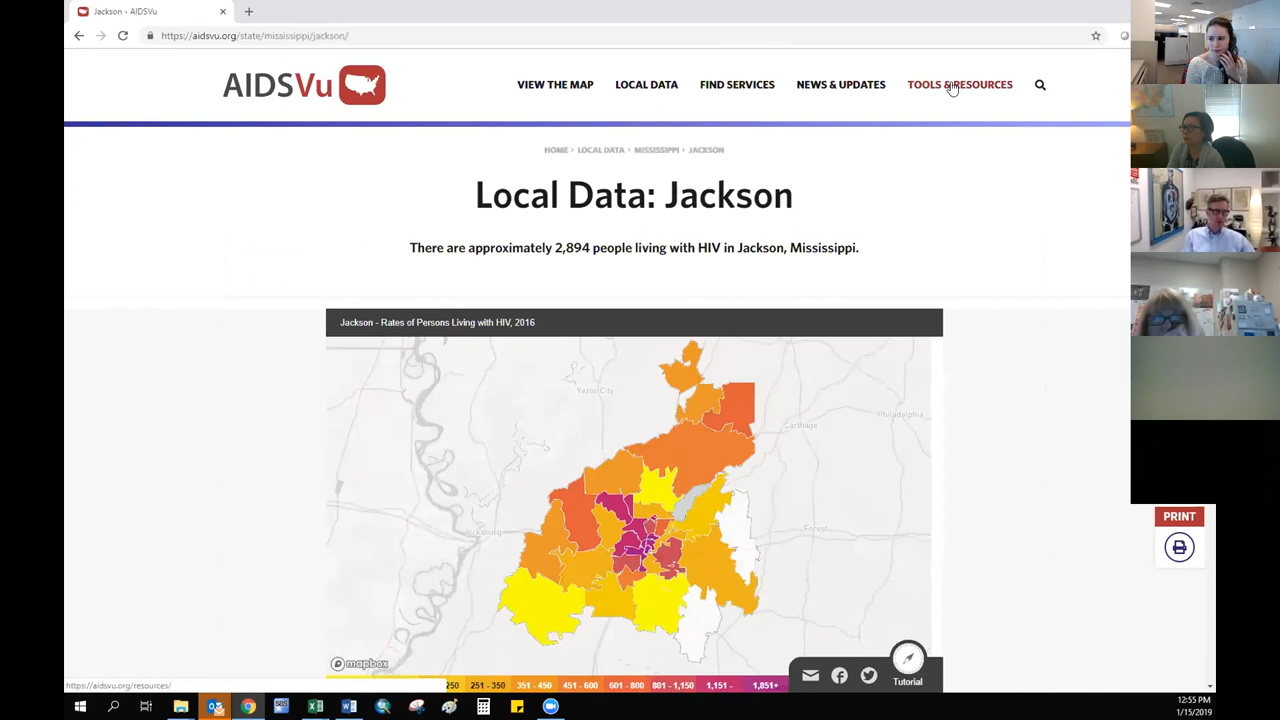 Jackson - AIDSVu
https://aidsvu.org/state/mississippi/jackson/
AIDSVu
VIEW THE MAP
LOCAL DATA
FIND SERVICES
NEWS & UPDATES
TOOLS & RESOURCES
HOME › LOCAL DATA › MISSISSIPPI › JACKSON
Local Data: Jackson
There are approximately 2,894 people living with HIV in Jackson, Mississippi.
Jackson - Rates of Persons Living with HIV, 2016
Yazoo City
Philadelphia
Carthage
Forest
PRINT
mapbox
Tutorial
https://aidsvu.org/resources/
250 251 - 350 351 - 450 451 - 600 601 - 800 801 - 1,150 1,151 - 1,851+
12:55 PM
1/15/2019